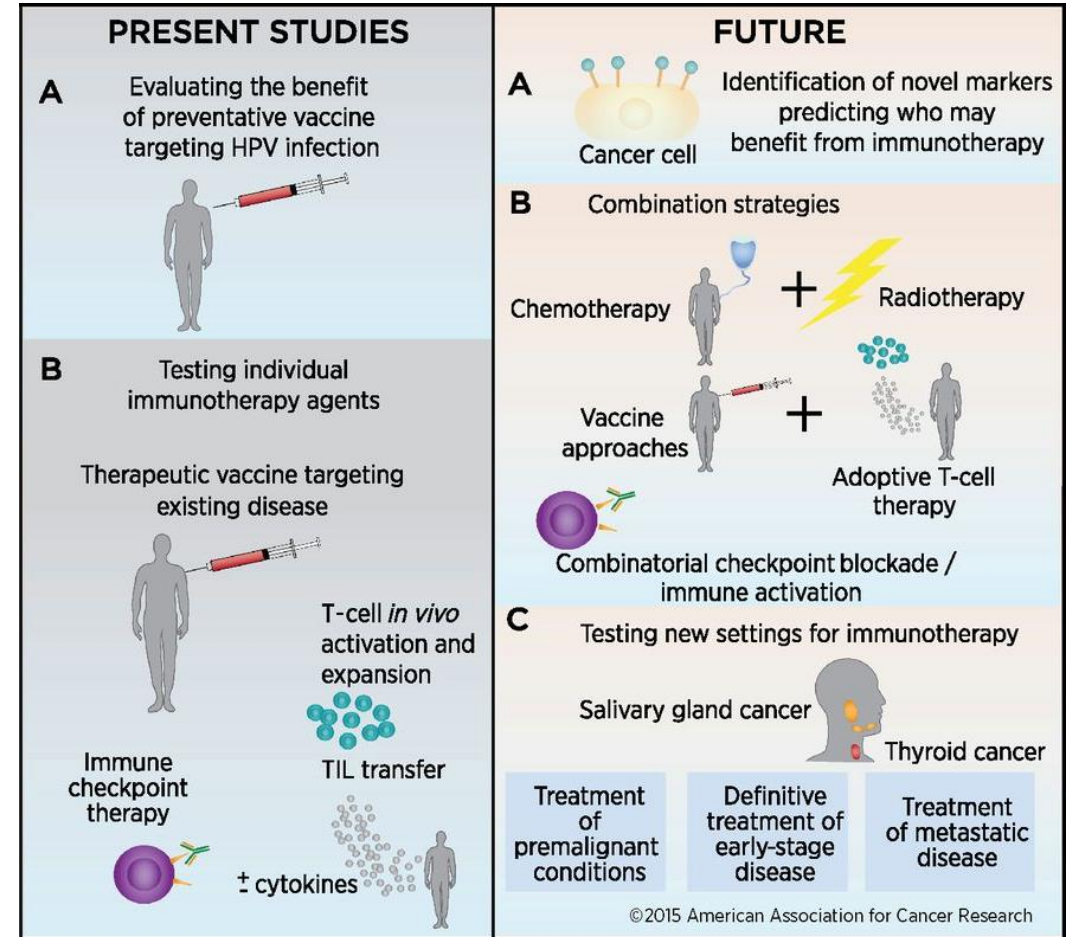 PRESENT STUDIES
A
Evaluating the benefit
of preventative vaccine
targeting HPV infection
B
Testing individual
immunotherapy agents
Therapeutic vaccine targeting
existing disease
T-cell in vivo
activation and
expansion
TIL transfer
Immune
checkpoint
therapy
± cytokines
FUTURE
A
Cancer cell
Identification of novel markers
predicting who may
benefit from immunotherapy
B
Combination strategies
Chemotherapy
+
Radiotherapy
Vaccine
approaches
+
Adoptive T-cell
therapy
Combinatorial checkpoint blockade /
immune activation
C
Testing new settings for immunotherapy
Salivary gland cancer
Thyroid cancer
Treatment
of
premalignant
conditions
Definitive
treatment of
early-stage
disease
Treatment
of metastatic
disease
©2015 American Association for Cancer Research